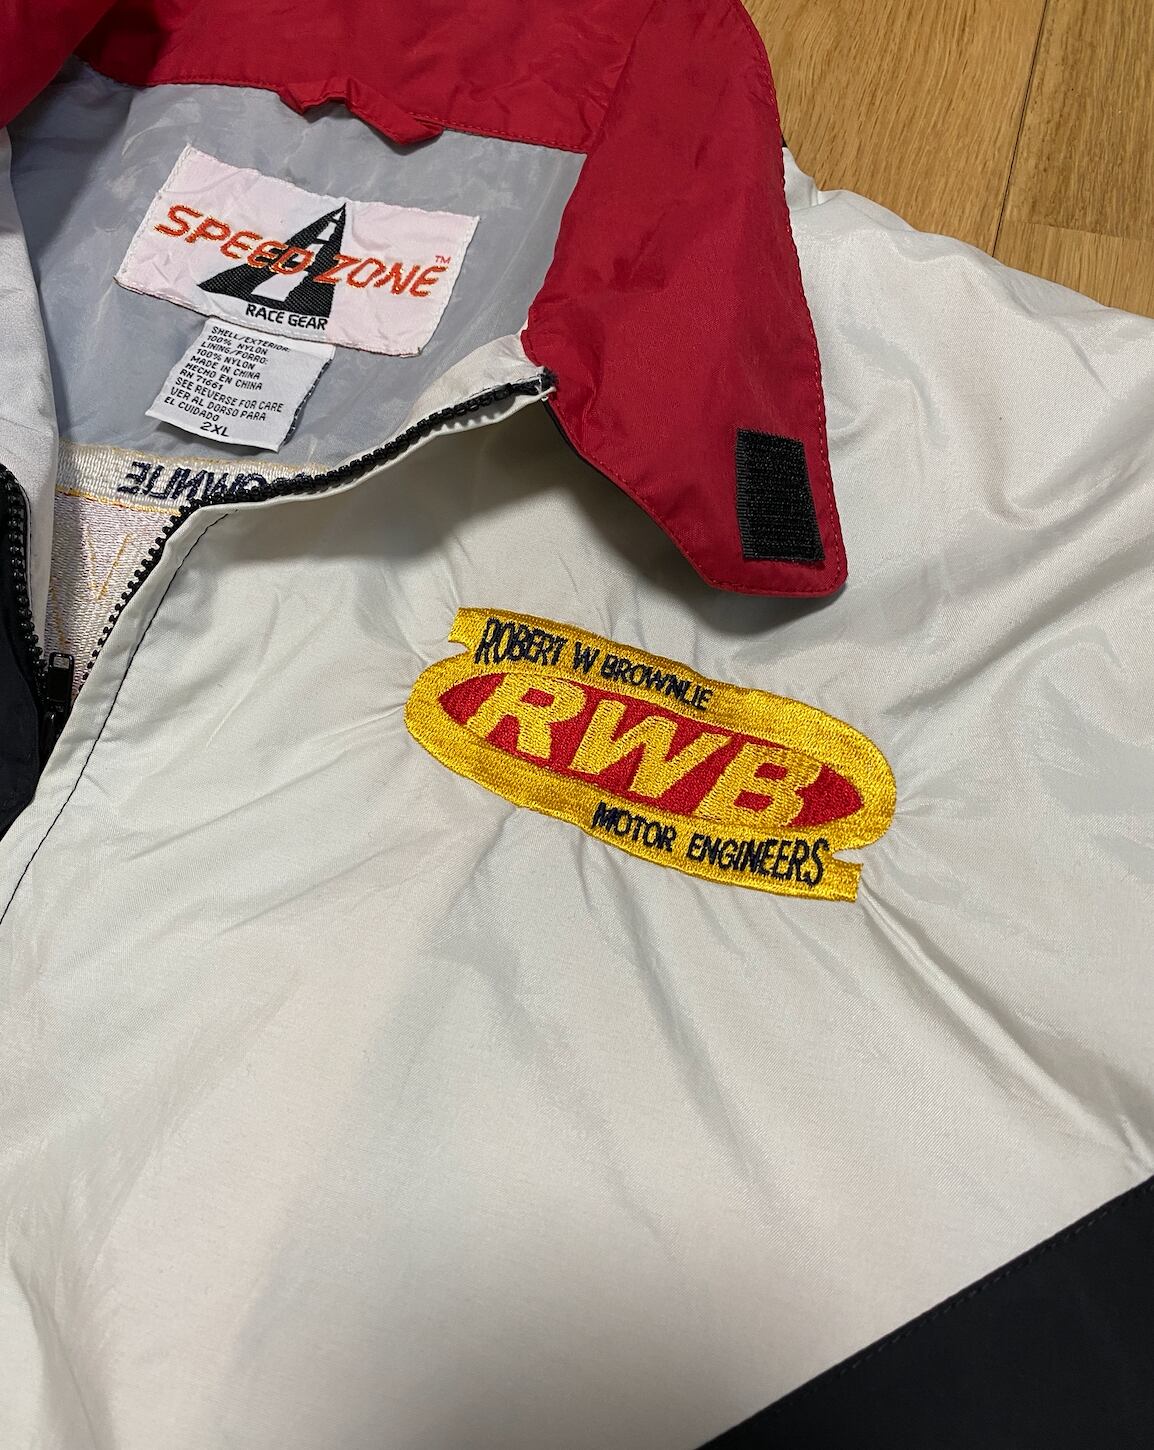 SPEED ZONE™
RACE GEAR
SHELL/EXTERIOR:
100% NYLON
LINING/FORRO:
100% NYLON
MADE IN CHINA
HECHO EN CHINA
RN 71661
SEE REVERSE FOR CARE
VER AL DORSO PARA
EL CUIDADO
2XL
ROBERT W BROWNLIE
RWB
MOTOR ENGINEERS